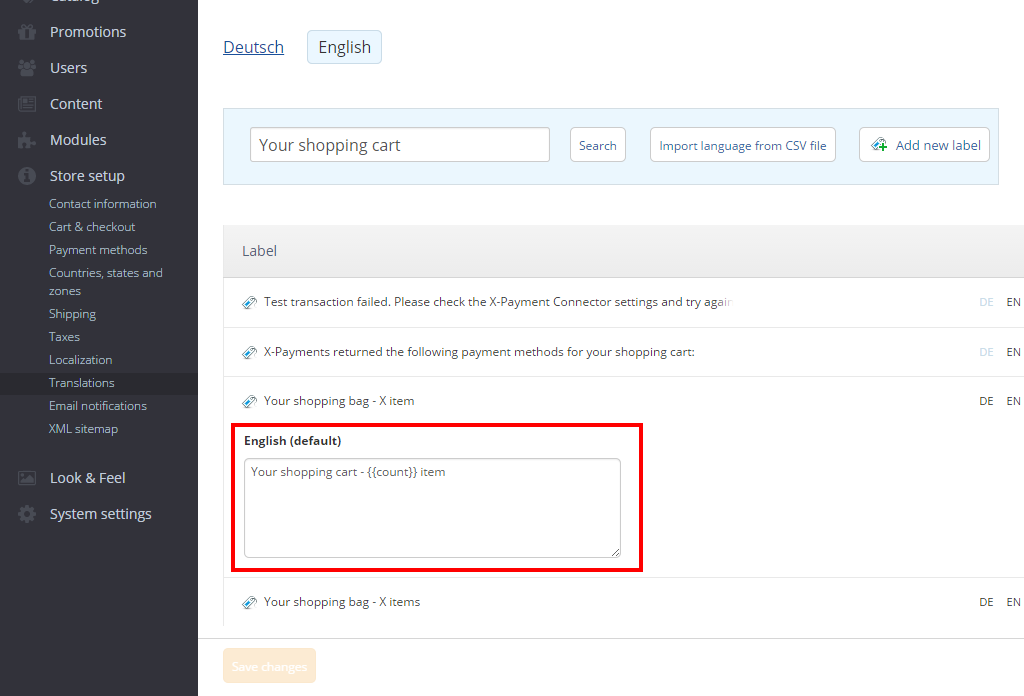 Catalog
Promotions
Users
Content
Modules
Store setup
Contact information
Cart & checkout
Payment methods
Countries, states and
zones
Shipping
Taxes
Localization
Translations
Email notifications
XML sitemap
Look & Feel
System settings
Deutsch
English
Your shopping cart
Search
Import language from CSV file
Add new label
Label
Test transaction failed. Please check the X-Payment Connector settings and try again
DE EN
X-Payments returned the following payment methods for your shopping cart:
DE EN
Your shopping bag - X item
DE EN
English (default)
Your shopping cart - {{count}} item
Your shopping bag - X items
DE EN
Save changes